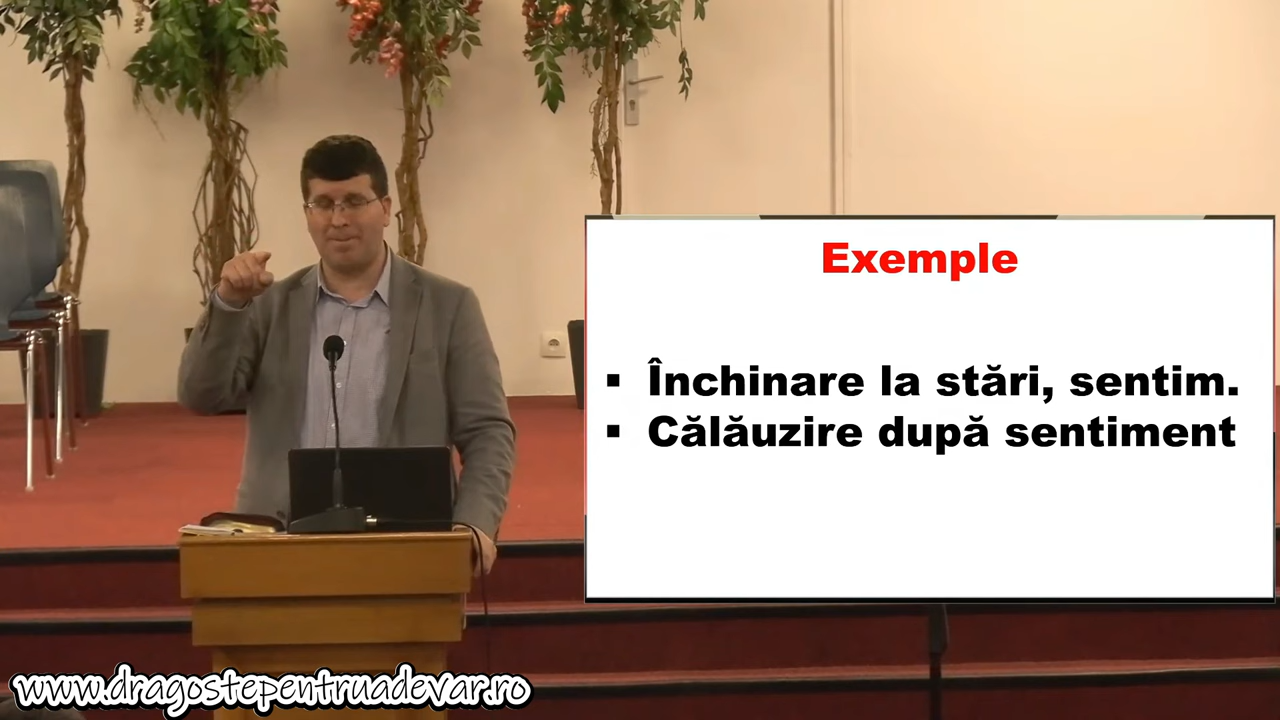 Exemple
▪ Închinare la stări, sentim.
▪ Călăuzire după sentiment
www.dragostepentruadevar.ro